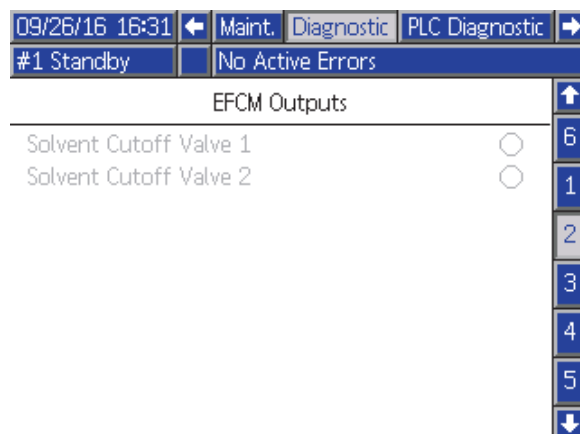 09/26/16 16:31 Maint. Diagnostic PLC Diagnostic
#1 Standby No Active Errors
EFCM Outputs
Solvent Cutoff Valve 1
Solvent Cutoff Valve 2
6
1
2
3
4
5